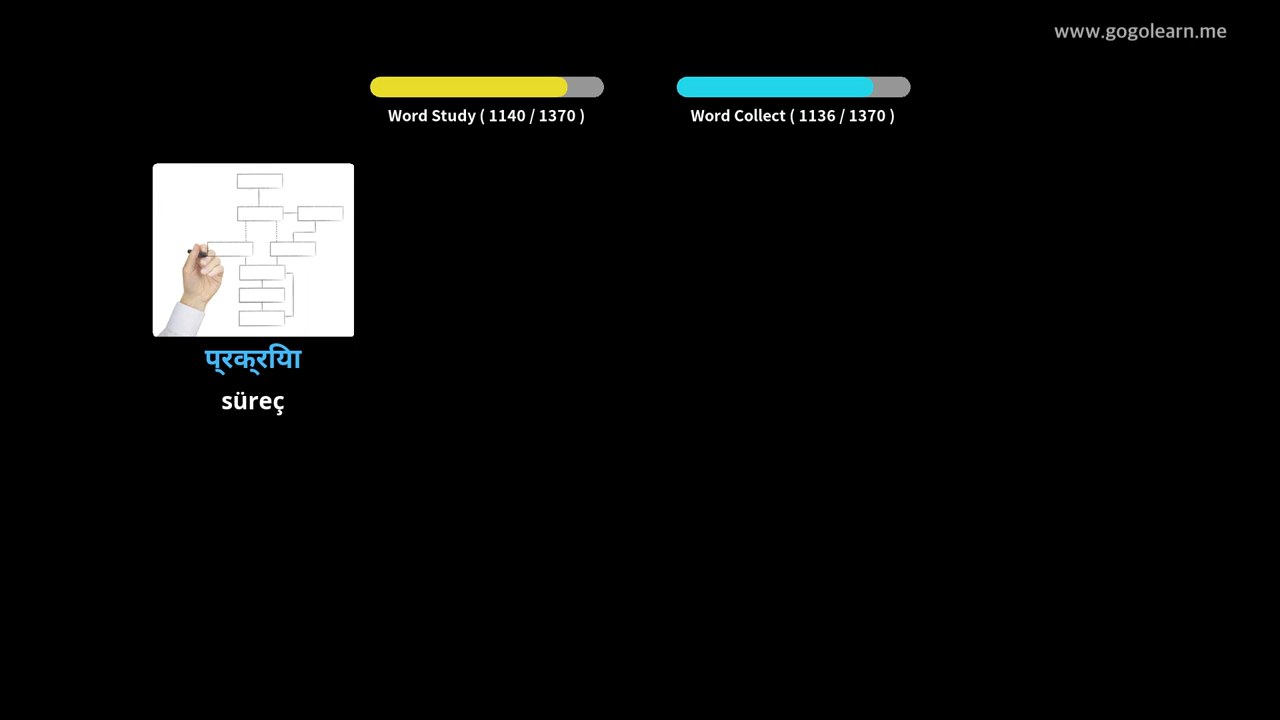 www.gogolearn.me
Word Study ( 1140 / 1370 )
Word Collect ( 1136 / 1370 )
प्रक्रिया
süreç